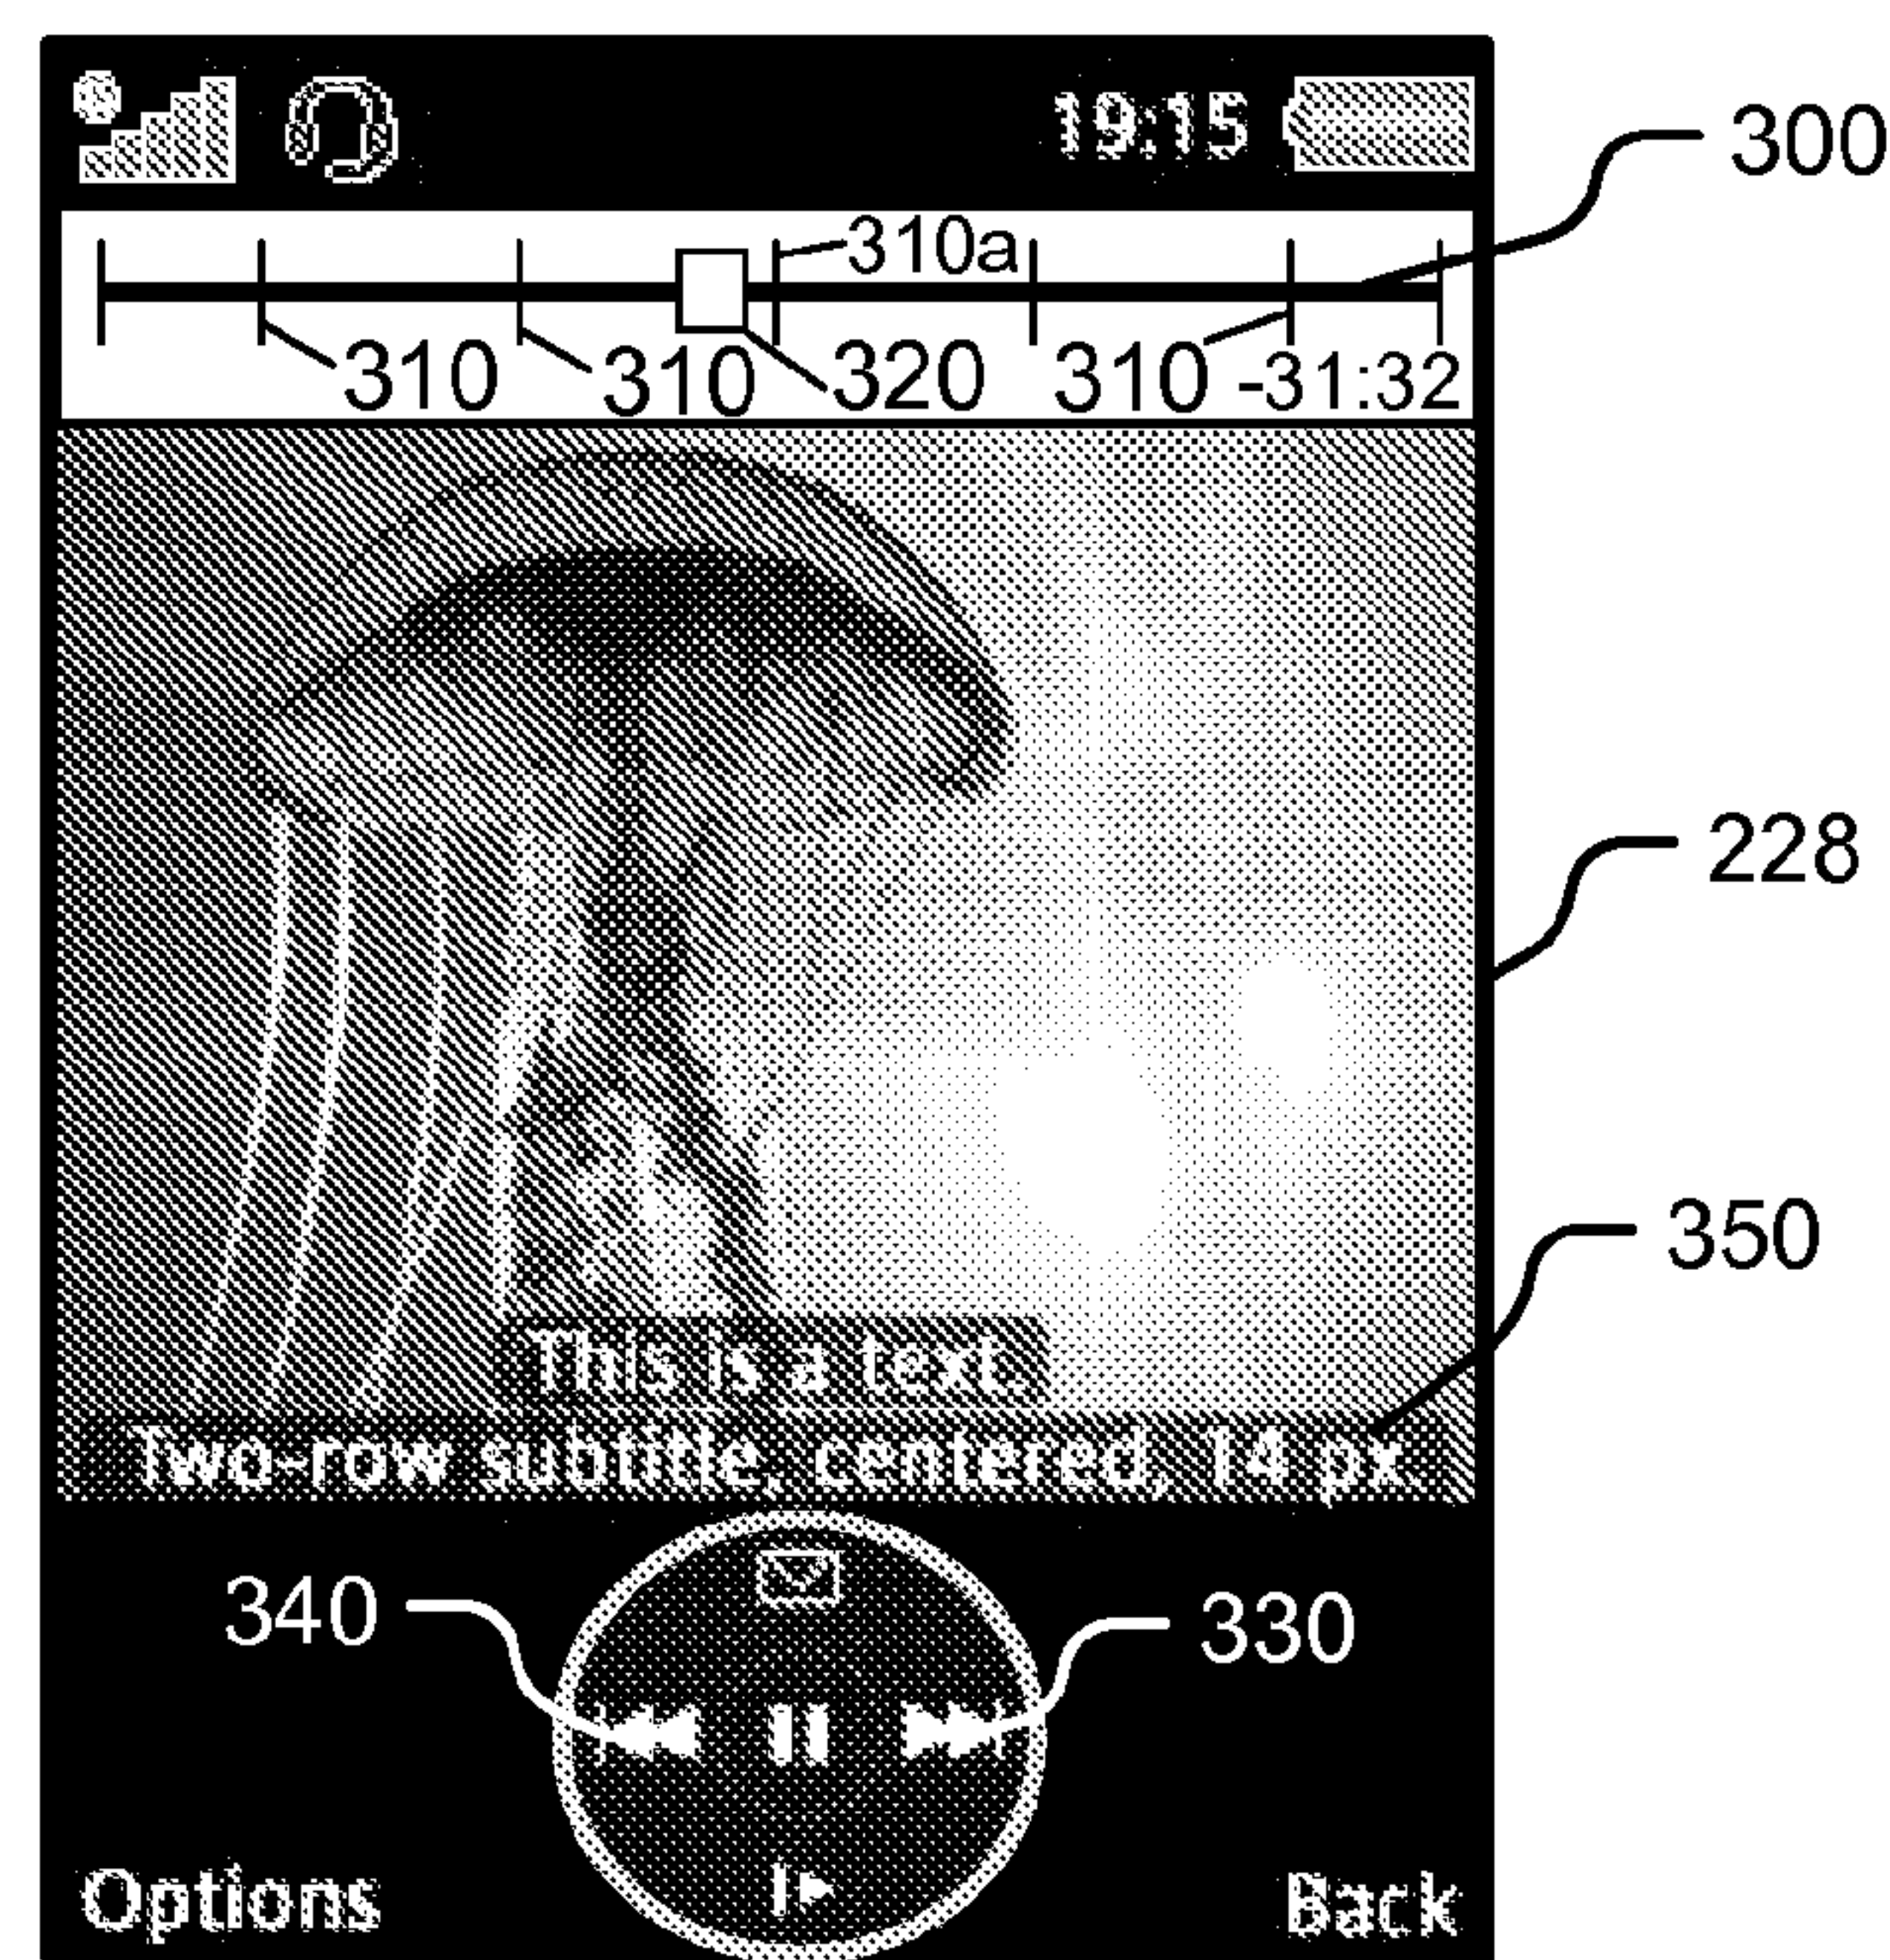 19:15
300
310a
310 310 320 310 -31:32
228
350
This is a text
Two-row subtitle, centered, 14 px
340
330
Options
Back